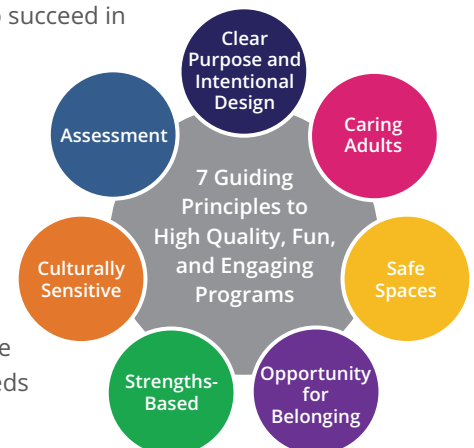 succeed in
Clear
Purpose and
Intentional
Design
Caring
Adults
Safe
Spaces
Opportunity
for
Belonging
Strengths-
Based
Culturally
Sensitive
Assessment
7 Guiding
Principles to
High Quality, Fun,
and Engaging
Programs
eds